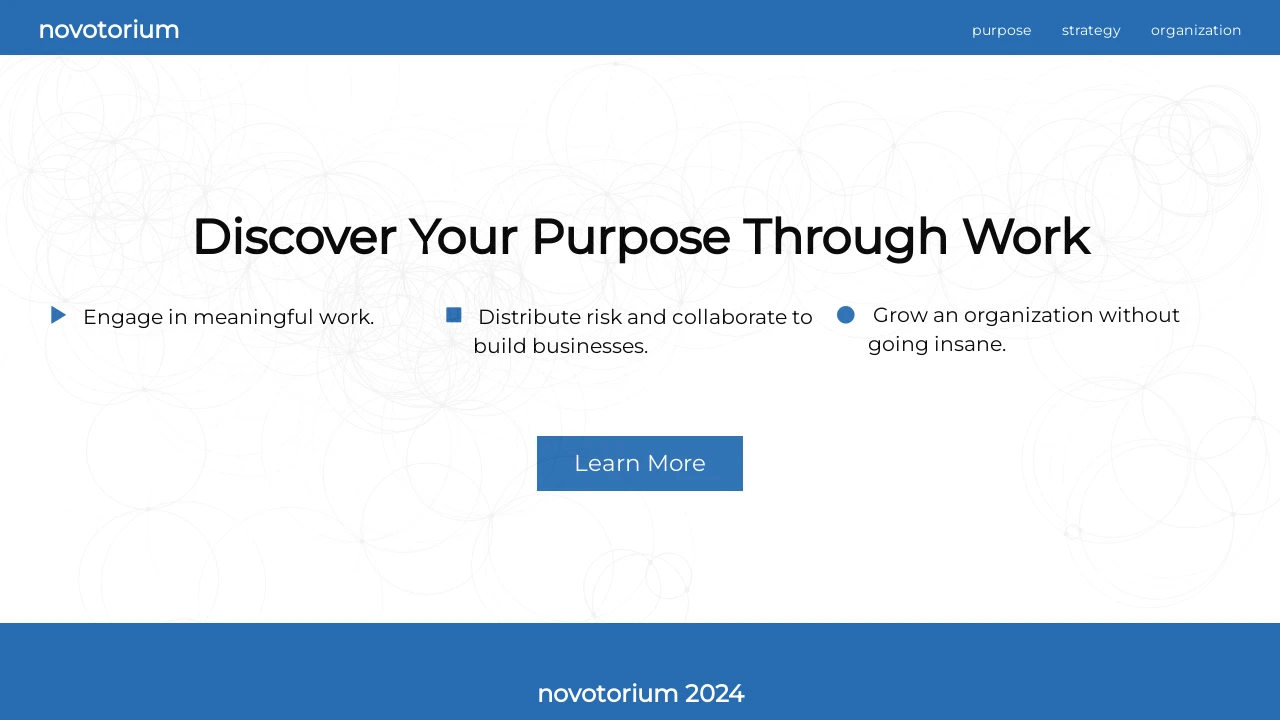 novotorium
purpose
strategy
organization
Discover Your Purpose Through Work
Engage in meaningful work.
Distribute risk and collaborate to
build businesses.
Grow an organization without
going insane.
Learn More
novotorium 2024